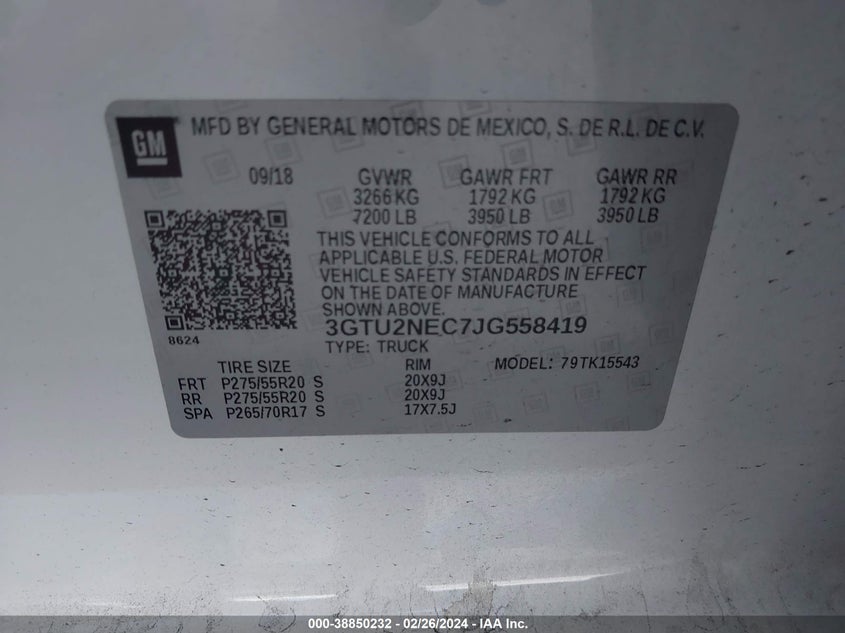 GM MFD BY GENERAL MOTORS DE MEXICO, S. DE R.L. DE C.V.
09/18 GVWR GAWR FRT GAWR RR
3266 KG 1792 KG 1792 KG
7200 LB 3950 LB 3950 LB
THIS VEHICLE CONFORMS TO ALL
APPLICABLE U.S. FEDERAL MOTOR
VEHICLE SAFETY STANDARDS IN EFFECT
ON THE DATE OF MANUFACTURE
SHOWN ABOVE.
3GTU2NEC7JG558419
8624
TYPE: TRUCK
TIRE SIZE RIM MODEL: 79TK15543
FRT P275/55R20 S 20X9J
RR P275/55R20 S 20X9J
SPA P265/70R17 S 17X7.5J
000-38850232 - 02/26/2024 - IAA Inc.